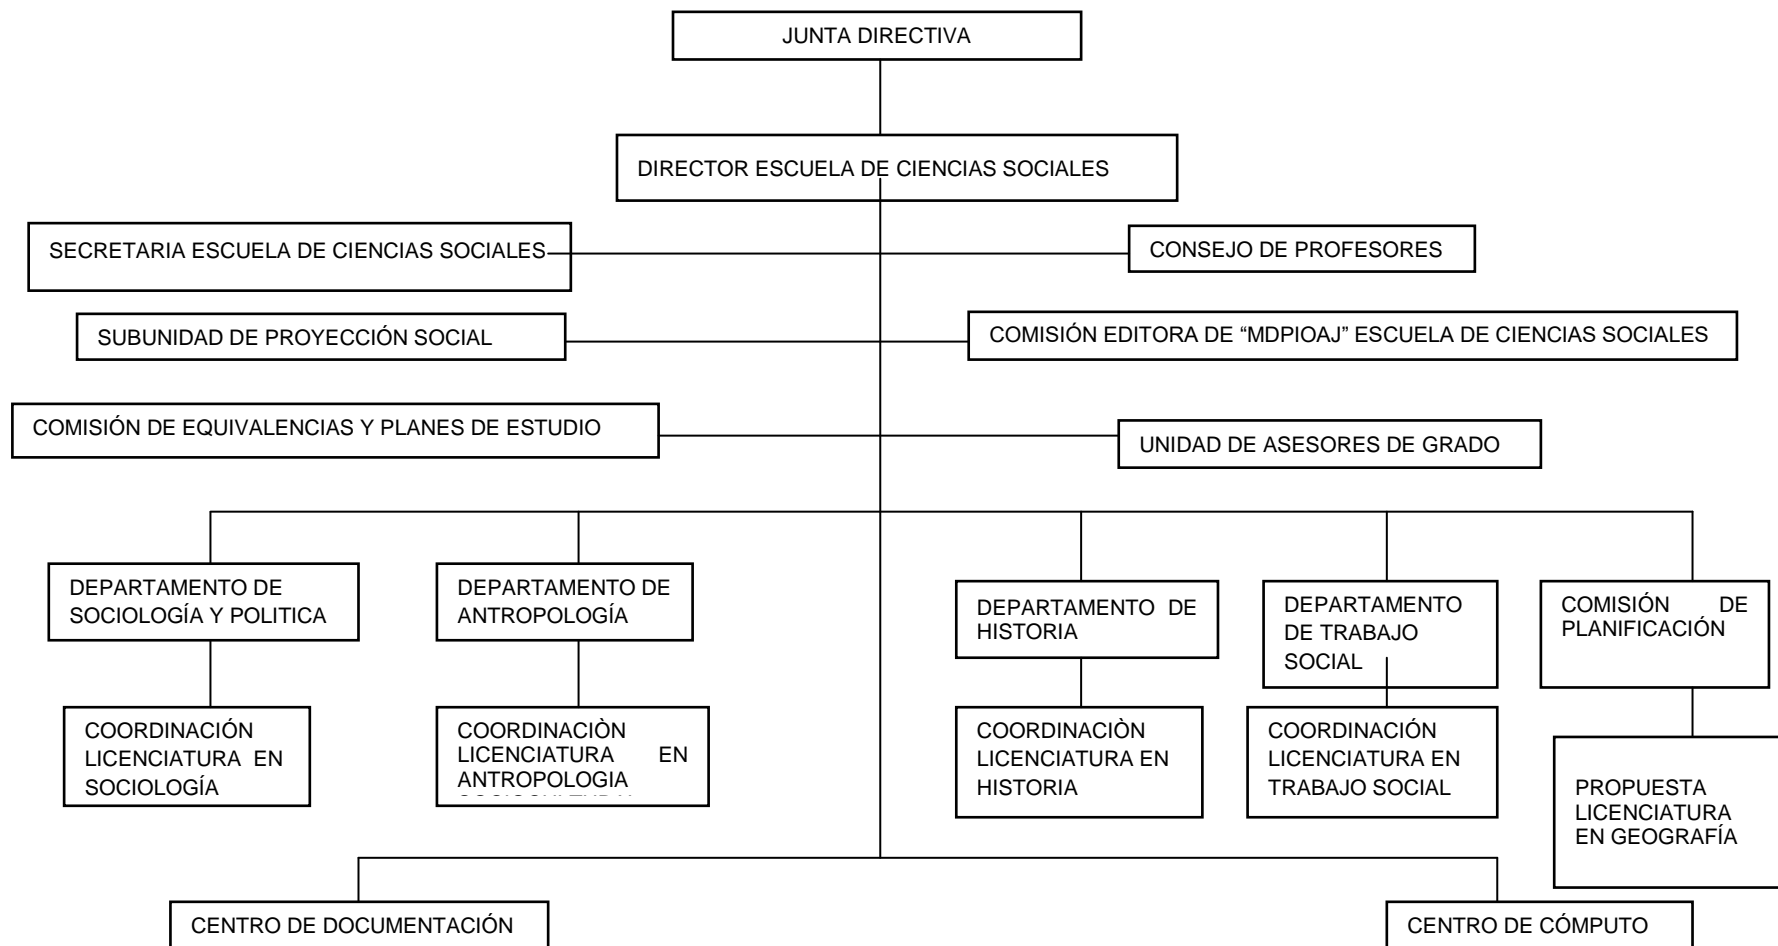 JUNTA DIRECTIVA
DIRECTOR ESCUELA DE CIENCIAS SOCIALES
SECRETARIA ESCUELA DE CIENCIAS SOCIALES
CONSEJO DE PROFESORES
SUBUNIDAD DE PROYECCIÓN SOCIAL
COMISIÓN EDITORA DE “MDPIOAJ” ESCUELA DE CIENCIAS SOCIALES
COMISIÓN DE EQUIVALENCIAS Y PLANES DE ESTUDIO
UNIDAD DE ASESORES DE GRADO
DEPARTAMENTO DE
SOCIOLOGÍA Y POLITICA
DEPARTAMENTO DE
ANTROPOLOGÍA
DEPARTAMENTO DE
HISTORIA
DEPARTAMENTO
DE TRABAJO
SOCIAL
COMISIÓN DE
PLANIFICACIÓN
COORDINACIÓN
LICENCIATURA EN
SOCIOLOGÍA
COORDINACIÒN
LICENCIATURA EN
ANTROPOLOGIA
COORDINACIÒN
LICENCIATURA EN
HISTORIA
COORDINACIÓN
LICENCIATURA EN
TRABAJO SOCIAL
PROPUESTA
LICENCIATURA
EN GEOGRAFÍA
CENTRO DE DOCUMENTACIÓN
CENTRO DE CÓMPUTO